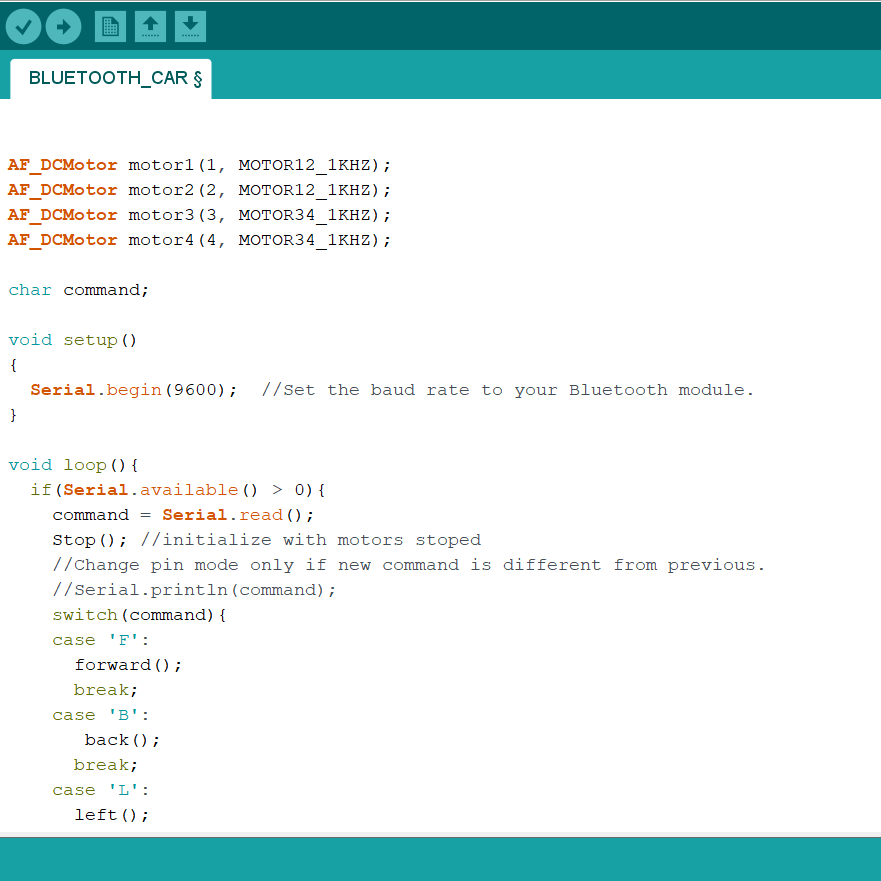 BLUETOOTH_CAR §
AF_DCMotor motor1(1, MOTOR12_1KHZ);
AF_DCMotor motor2(2, MOTOR12_1KHZ);
AF_DCMotor motor3(3, MOTOR34_1KHZ);
AF_DCMotor motor4(4, MOTOR34_1KHZ);
char command;
void setup()
{
  Serial.begin(9600);  //Set the baud rate to your Bluetooth module.
}
void loop(){
  if(Serial.available() > 0){
    command = Serial.read();
    Stop(); //initialize with motors stoped
    //Change pin mode only if new command is different from previous.
    //Serial.println(command);
    switch(command){
    case 'F':
      forward();
      break;
    case 'B':
       back();
      break;
    case 'L':
      left();